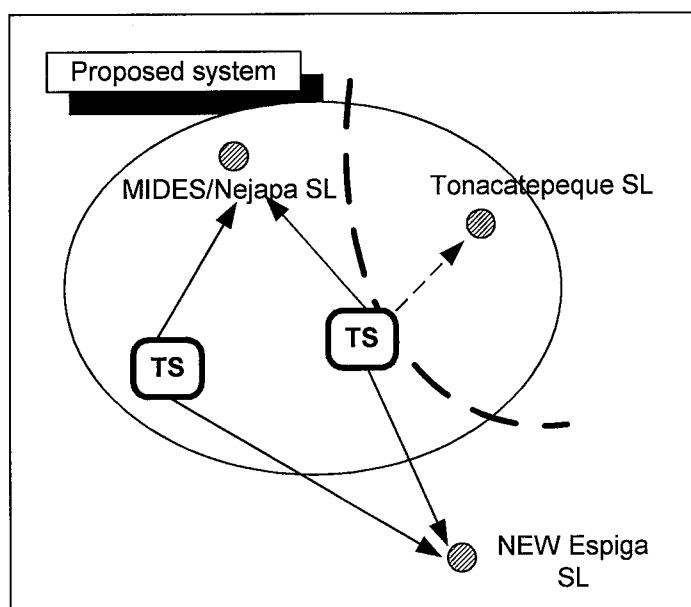 Proposed system
MIDES/Nejapa SL
Tonacatepeque SL
TS
TS
NEW Espiga
SL